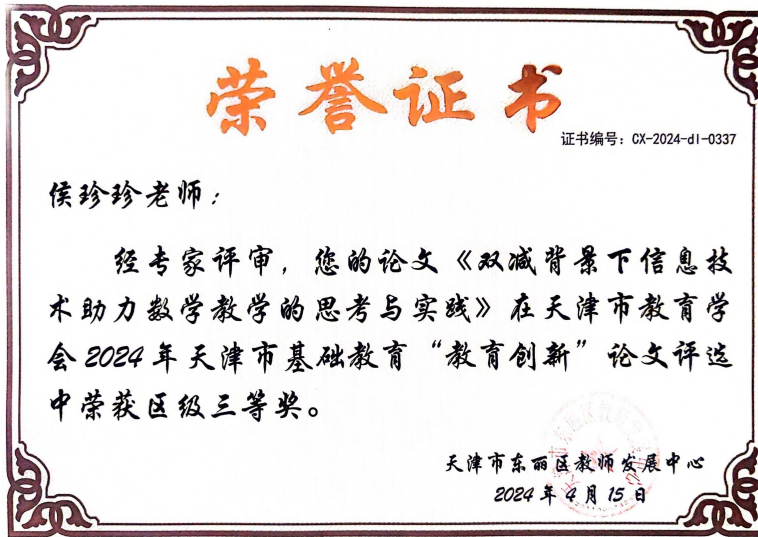 荣誉证书
证书编号：CX-2024-dl-0337
侯珍珍老师：
经专家评审，您的论文《双减背景下信息技
术助力数学教学的思考与实践》在天津市教育学
会2024年天津市基础教育“教育创新”论文评选
中荣获区级三等奖。
天津市东丽区教师发展中心
2024年4月15日